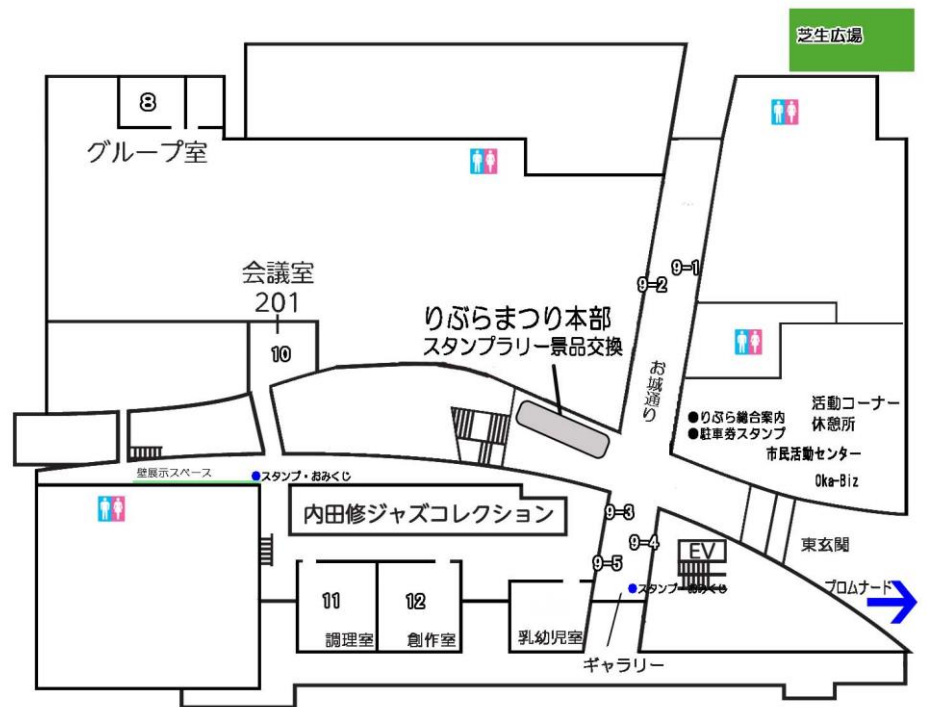 芝生広場
8
グループ室
会議室
201
10
9-1
9-2
りぶらまつり本部
スタンプラリー景品交換
お城通り
●りぶら総合案内
●駐車券スタンプ
活動コーナー
休憩所
市民活動センター
Oka-Biz
壁展示スペース
●スタンプ・おみくじ
内田修ジャズコレクション
9-3
9-4
9-5
EV
東玄関
プロムナード
●スタンプ・おみくじ
11
調理室
12
創作室
乳幼児室
ギャラリー